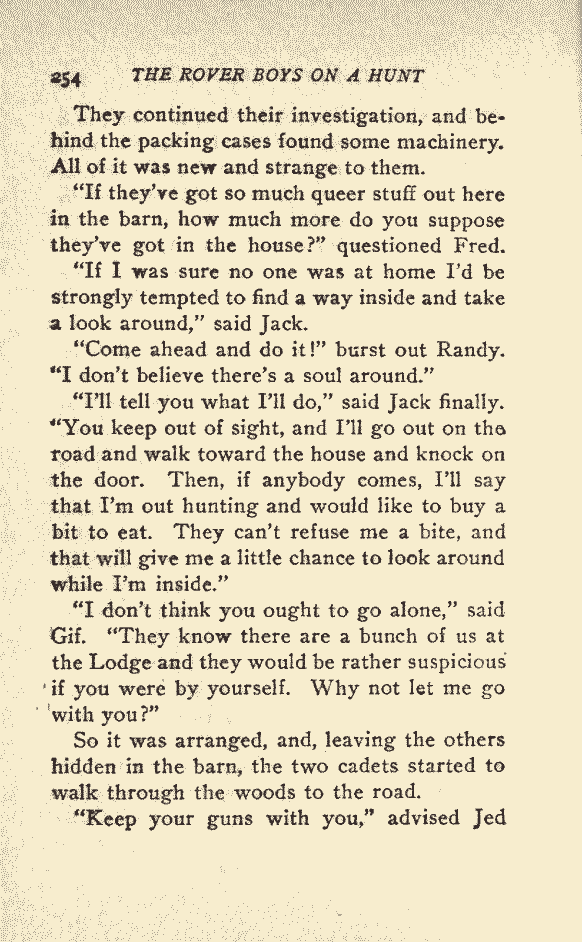 254 THE ROVER BOYS ON A HUNT
They continued their investigation, and be-
hind the packing cases found some machinery.
All of it was new and strange to them.
“If they’ve got so much queer stuff out here
in the barn, how much more do you suppose
they’ve got in the house?” questioned Fred.
“If I was sure no one was at home I’d be
strongly tempted to find a way inside and take
a look around,” said Jack.
“Come ahead and do it!” burst out Randy.
“I don’t believe there’s a soul around.”
“I’ll tell you what I’ll do,” said Jack finally.
“You keep out of sight, and I’ll go out on the
road and walk toward the house and knock on
the door. Then, if anybody comes, I’ll say
that I’m out hunting and would like to buy a
bit to eat. They can’t refuse me a bite, and
that will give me a little chance to look around
while I’m inside.”
“I don’t think you ought to go alone,” said
Gif. “They know there are a bunch of us at
the Lodge and they would be rather suspicious
if you were by yourself. Why not let me go
with you?”
So it was arranged, and, leaving the others
hidden in the barn, the two cadets started to
walk through the woods to the road.
“Keep your guns with you,” advised Jed